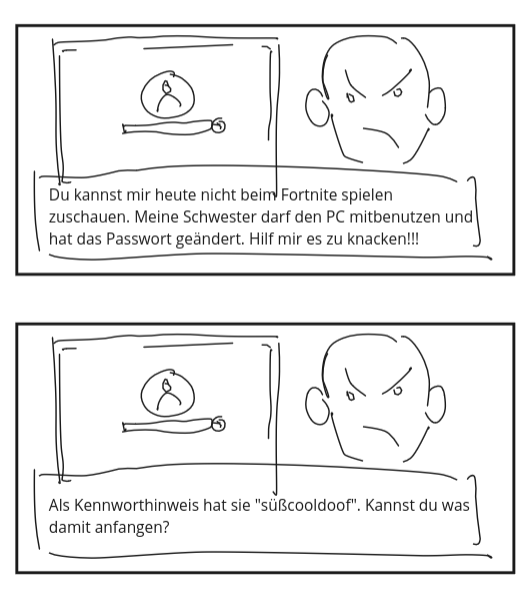 Du kannst mir heute nicht beim Fortnite spielen
zuschauen. Meine Schwester darf den PC mitbenutzen und
hat das Passwort geändert. Hilf mir es zu knacken!!!
Als Kennworthinweis hat sie "süßcooldoof". Kannst du was
damit anfangen?